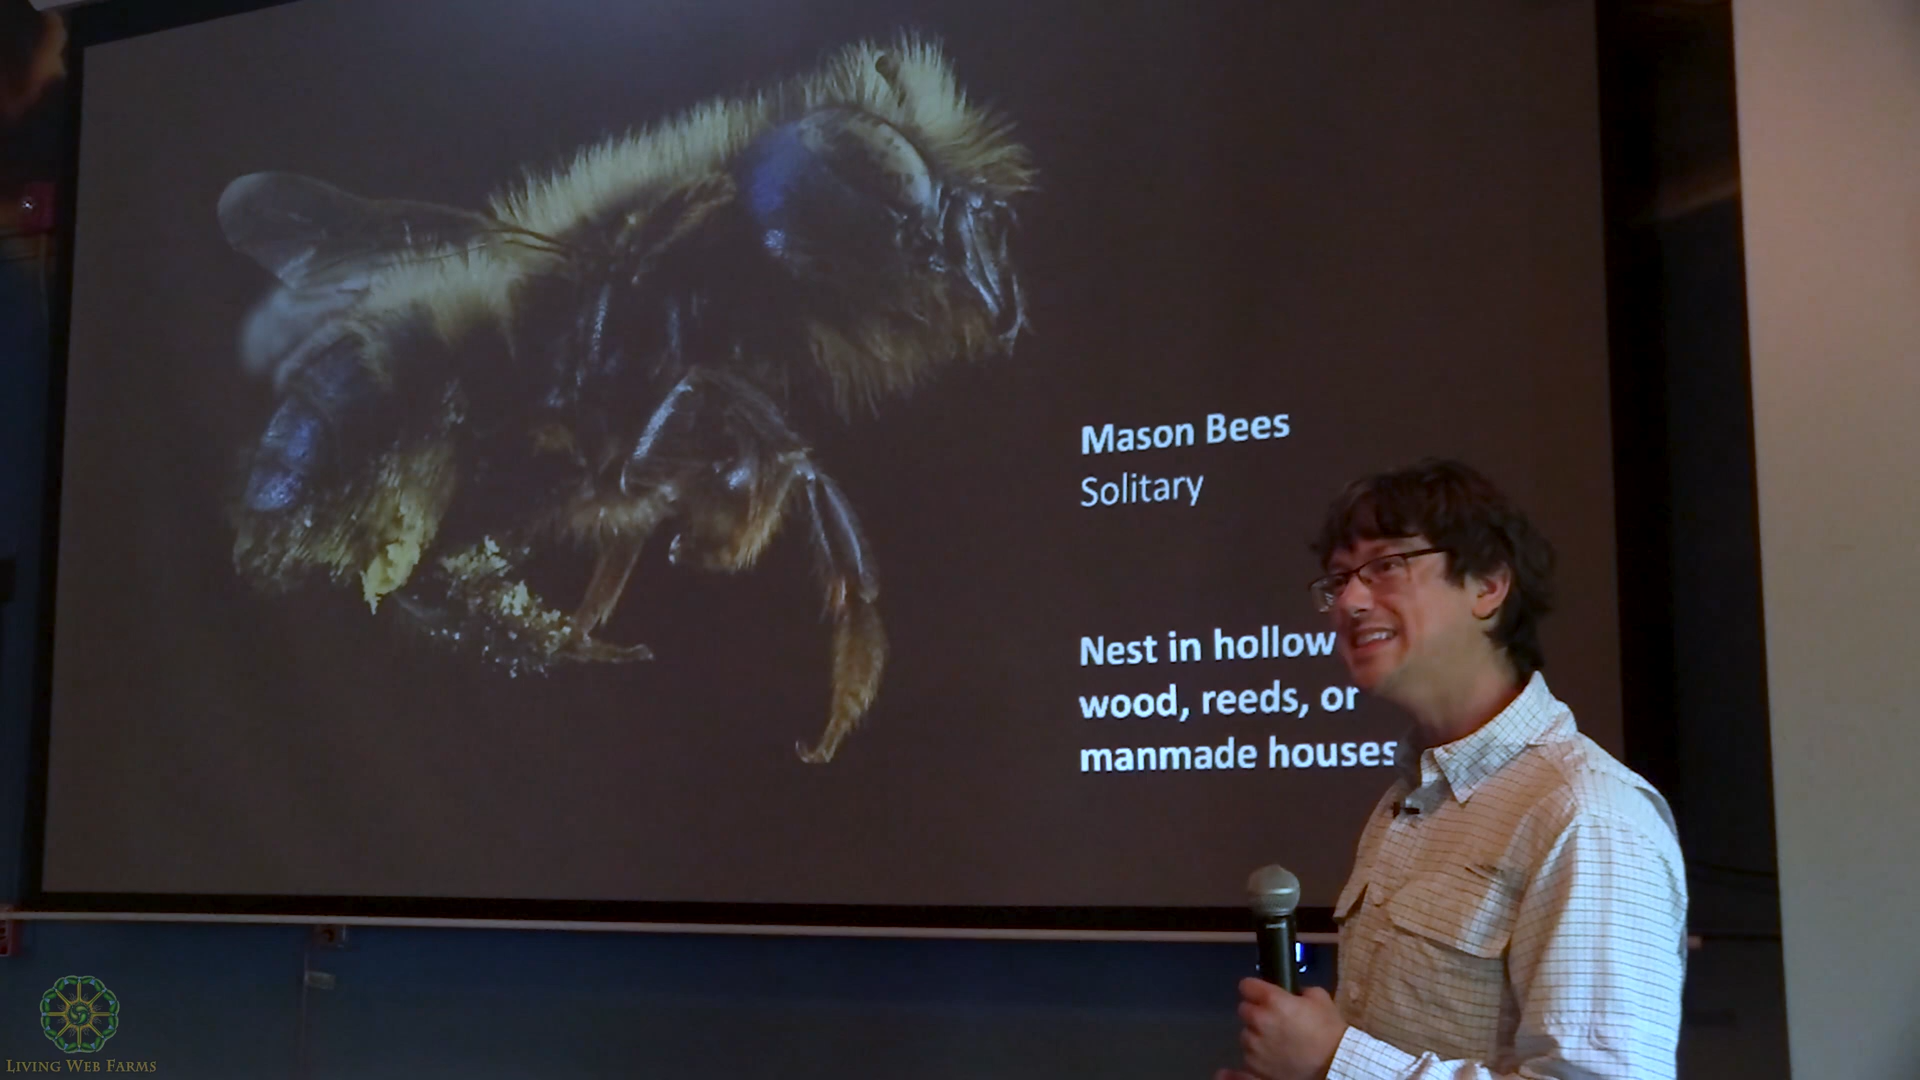 Mason Bees
Solitary
Nest in hollow
wood, reeds, or
manmade houses
LIVING WEB FARMS